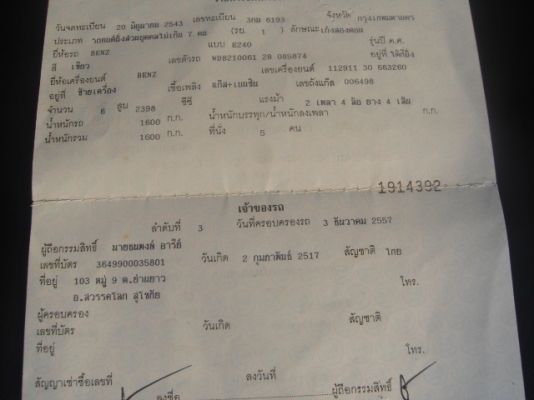 วันจดทะเบียน 20 มิถุนายน 2543 เลขทะเบียน 3กม 6193 จังหวัด กรุงเทพมหานคร
ประเภท รถยนต์นั่งส่วนบุคคลไม่เกิน 7 คน (รย. 1 ) ลักษณะ เก๋งสองตอน
ยี่ห้อรถ BENZ แบบ E240 รุ่นปี ค.ศ.
สี เขียว เลขตัวรถ WDB210061 2B 085874 อยู่ที่
ยี่ห้อเครื่องยนต์ BENZ เลขเครื่องยนต์ 112911 30 663260
อยู่ที่ ข้างเครื่อง เชื้อเพลิง แก๊ส+เบนซิน เลขถังแก๊ส 006498
จำนวน 6 สูบ 2398 ซีซี แรงม้า 2 เพลา 4 ล้อ ยาง 4 เส้น
น้ำหนักรถ 1600 ก.ก. น้ำหนักบรรทุก/น้ำหนักลงเพลา ก.ก.
น้ำหนักรวม 1600 ก.ก. ที่นั่ง 5 คน
1914392
เจ้าของรถ
ลำดับที่ 3 วันที่ครอบครองรถ 3 ธันวาคม 2557
ผู้ถือกรรมสิทธิ์ อารีย์
เลขที่บัตร 3649900035801 วันเกิด 2 กุมภาพันธ์ 2517 สัญชาติ ไทย
ที่อยู่ 103 หมู่ 9 ต.ย่านยาว โทร.
อ.สวรรคโลก สุโขทัย
ผู้ครอบครอง
เลขที่บัตร วันเกิด สัญชาติ
ที่อยู่ โทร.
สัญญาเช่าซื้อเลขที่ ลงวันที่
ลงชื่อ ผู้ถือกรรมสิทธิ์